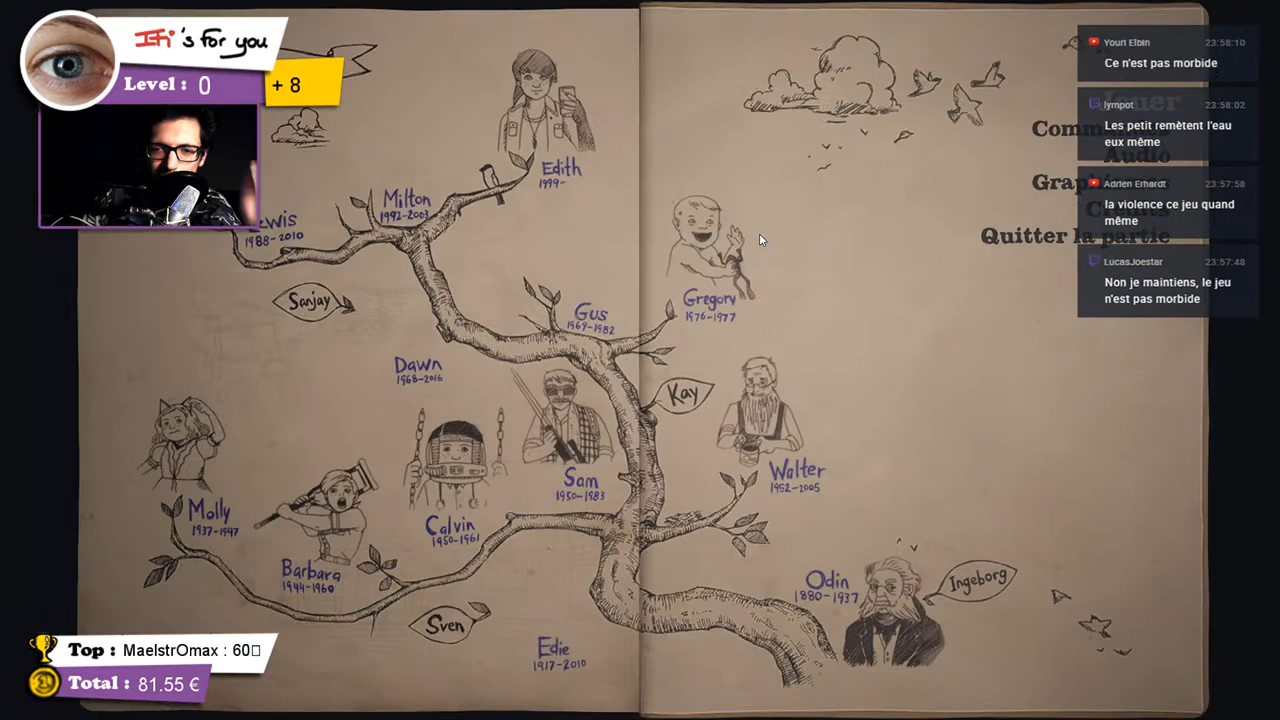 Ifi's for you
Level : 0
+ 8
Edith
1999-
Milton
1992-2003
Lewis
1988-2010
Sanjay
Gus
1969-1982
Gregory
1976-1977
Dawn
1968-2016
Kay
Sam
1950-1983
Walter
1952-2005
Molly
1937-1947
Barbara
1944-1960
Calvin
1950-1961
Sven
Edie
1917-2010
Odin
1880-1937
Ingeborg
Jouer
Audio
Quitter la partie
Youri Elbin 23:58:10
Ce n'est pas morbide
lympot 23:58:02
Les petit remètent l'eau
eux même
Adrien Erhardt 23:57:58
la violence ce jeu quand
même
LucasJoestar 23:57:48
Non je maintiens, le jeu
n'est pas morbide
Top : MaelstrOmax : 60
Total : 81.55 €